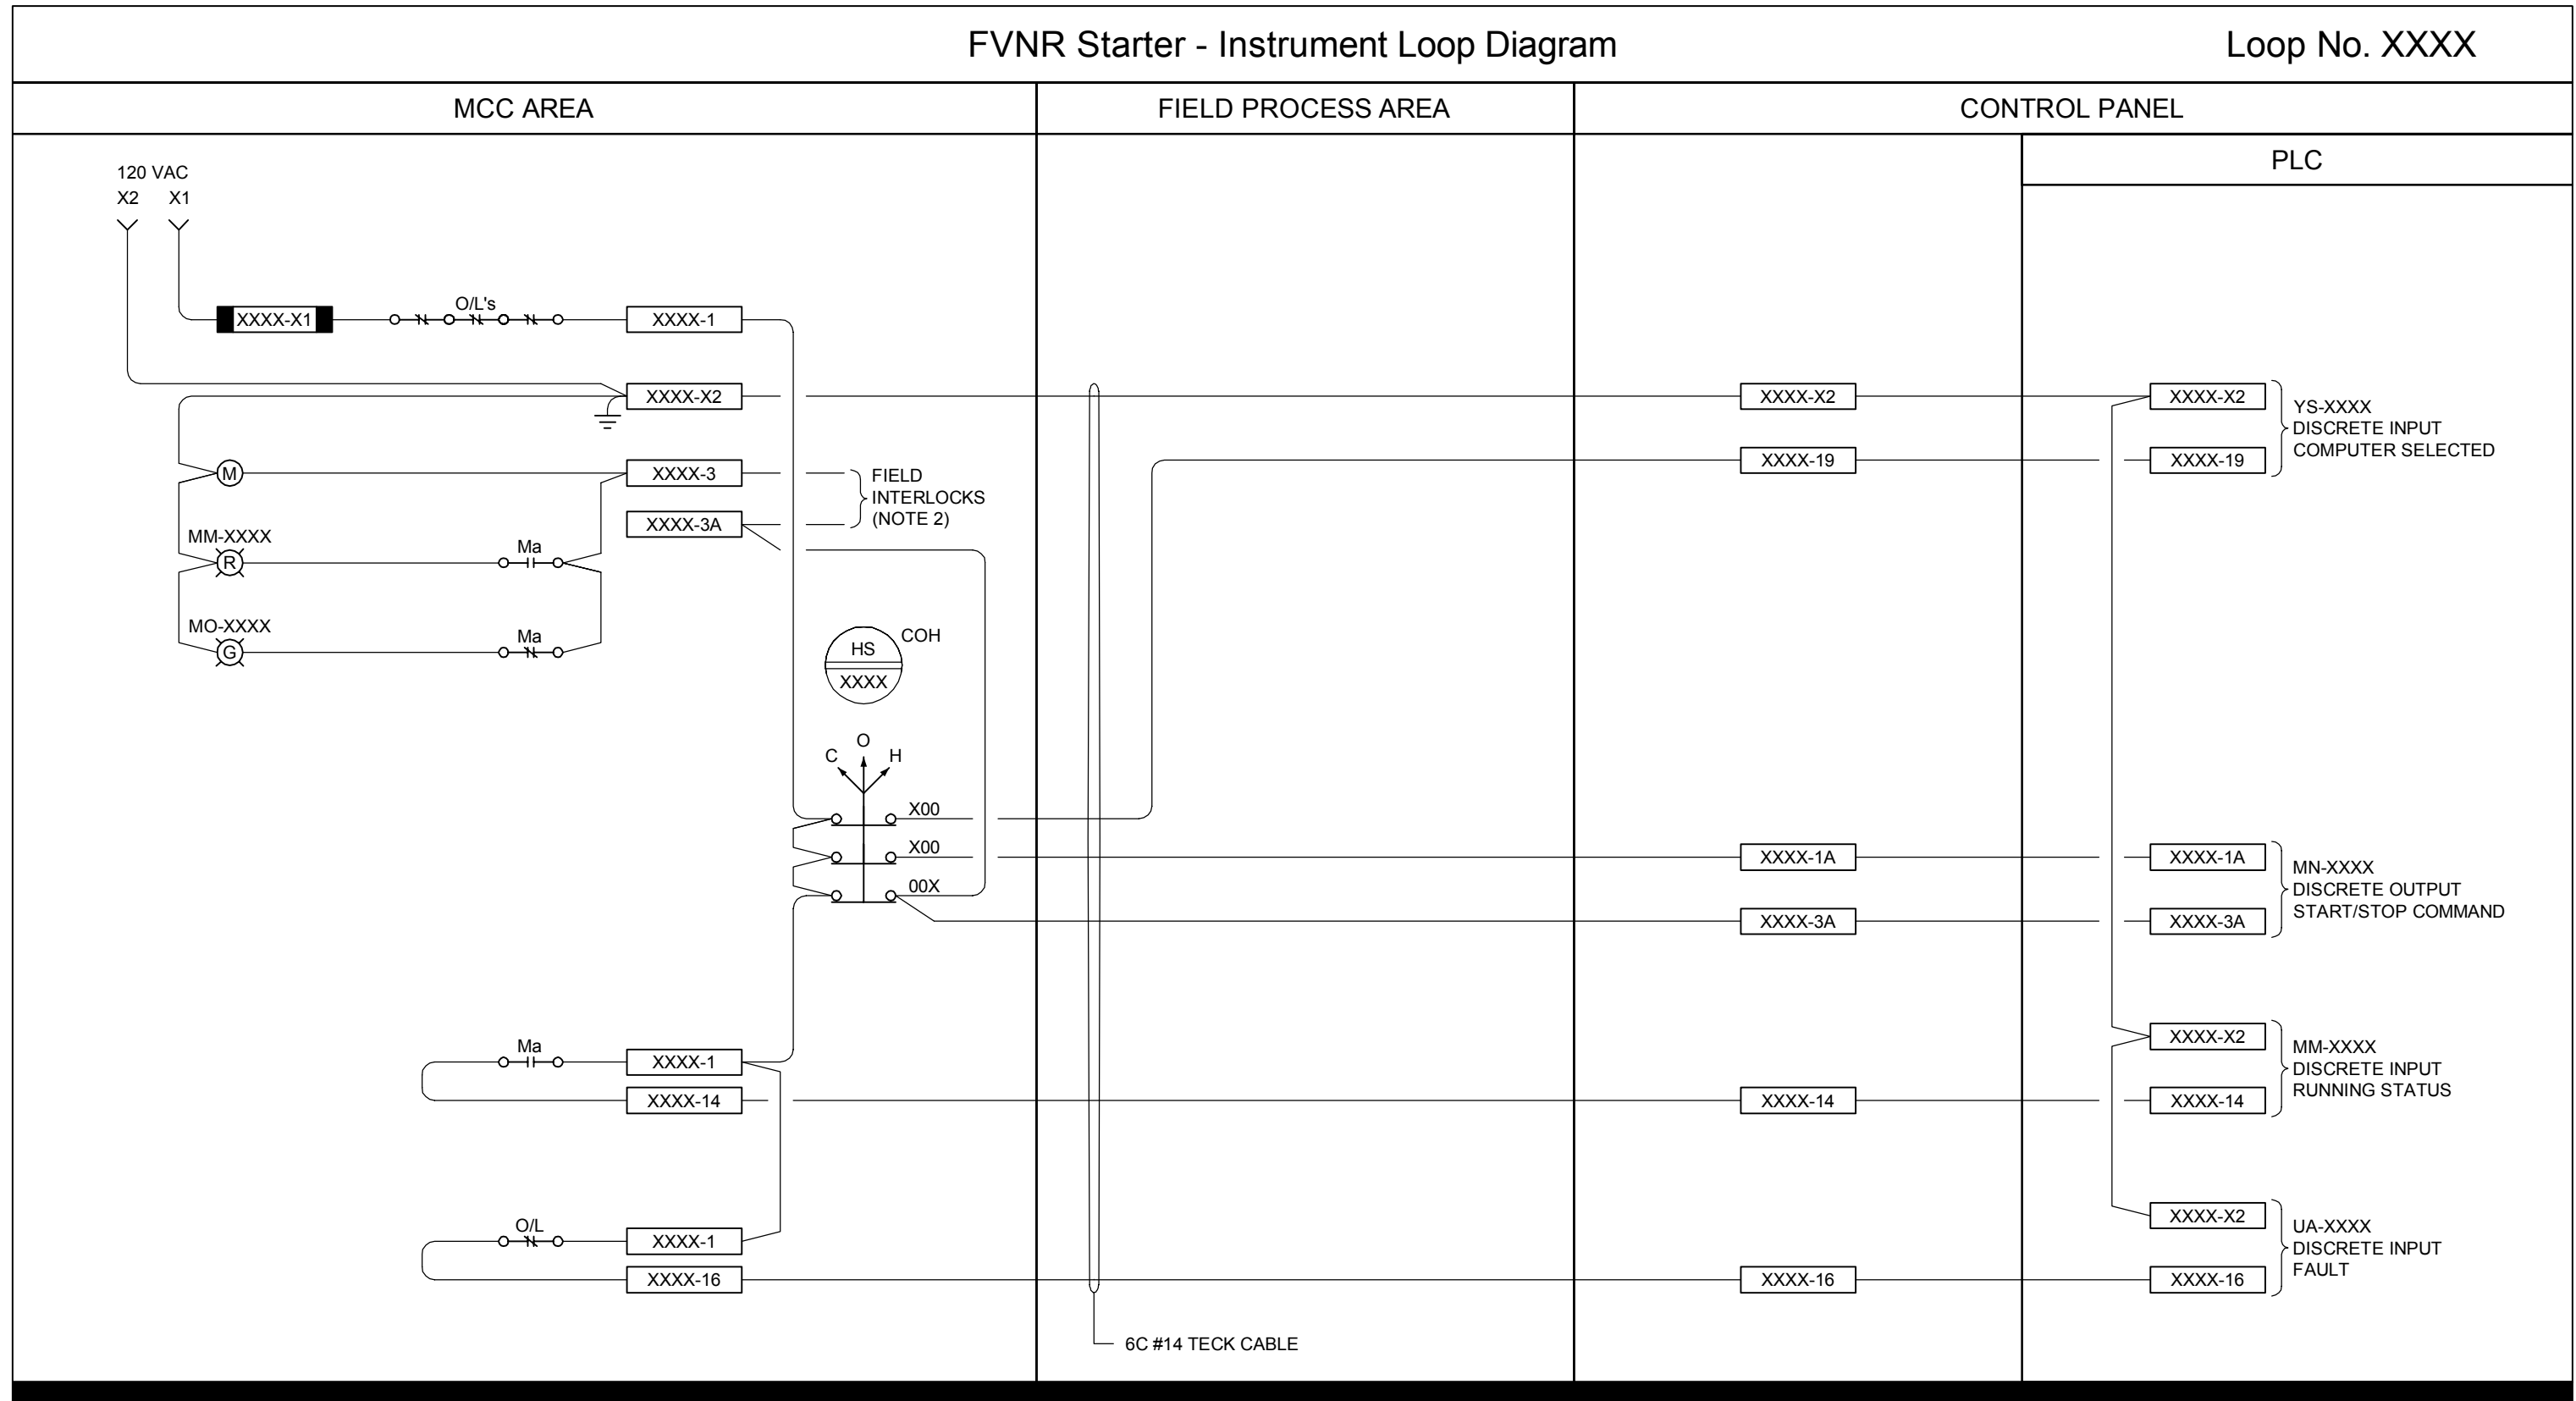 FVNR Starter - Instrument Loop Diagram
Loop No. XXXX
MCC AREA
FIELD PROCESS AREA
CONTROL PANEL
PLC
120 VAC
X2 X1
XXXX-X1
O/L's
XXXX-1
XXXX-X2
M
XXXX-3
XXXX-3A
FIELD
INTERLOCKS
(NOTE 2)
MM-XXXX
R
Ma
MO-XXXX
G
Ma
HS
XXXX
COH
C O H
X00
X00
00X
Ma
XXXX-1
XXXX-14
O/L
XXXX-1
XXXX-16
6C #14 TECK CABLE
XXXX-X2
XXXX-19
XXXX-1A
XXXX-3A
XXXX-14
XXXX-16
XXXX-X2
XXXX-19
YS-XXXX
DISCRETE INPUT
COMPUTER SELECTED
XXXX-1A
XXXX-3A
MN-XXXX
DISCRETE OUTPUT
START/STOP COMMAND
XXXX-X2
XXXX-14
MM-XXXX
DISCRETE INPUT
RUNNING STATUS
XXXX-X2
XXXX-16
UA-XXXX
DISCRETE INPUT
FAULT